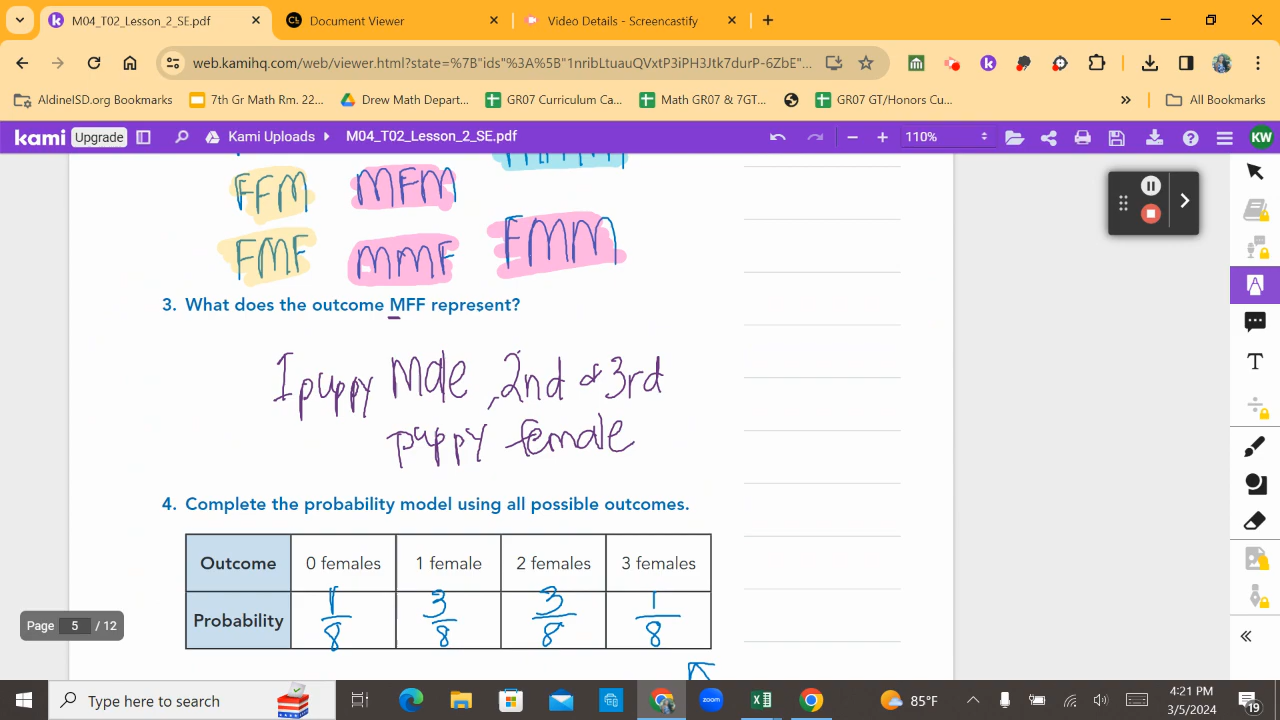 M04_T02_Lesson_2_SE.pdf
Document Viewer
Video Details - Screencastify
web.kamihq.com/web/viewer.html?state=%7B"ids"%3A%5B"1nribLtuauQVxtP3iPH3Jtk7durP-6ZbE"...
AldineISD.org Bookmarks
7th Gr Math Rm. 22...
Drew Math Depart...
GR07 Curriculum Ca...
Math GR07 & 7GT...
GR07 GT/Honors Cu...
All Bookmarks
kami Upgrade
Kami Uploads
M04_T02_Lesson_2_SE.pdf
110%
KW
FFM MFM
FMF MMF FMM
3. What does the outcome MFF represent?
1 puppy Male, 2nd & 3rd
puppy female
4. Complete the probability model using all possible outcomes.
Outcome 0 females 1 female 2 females 3 females
Probability 1/8 3/8 3/8 1/8
Page 5 / 12
Type here to search
zoom
85°F
4:21 PM
3/5/2024
19